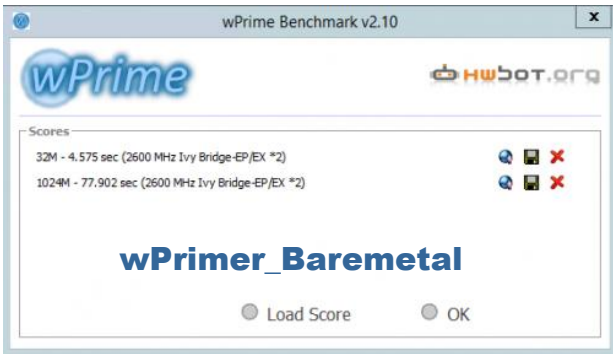 wPrime Benchmark v2.10
x
wPrime
HWBOT.org
Scores
32M - 4.575 sec (2600 MHz Ivy Bridge-EP/EX *2)
1024M - 77.902 sec (2600 MHz Ivy Bridge-EP/EX *2)
wPrimer_Baremetal
Load Score
OK